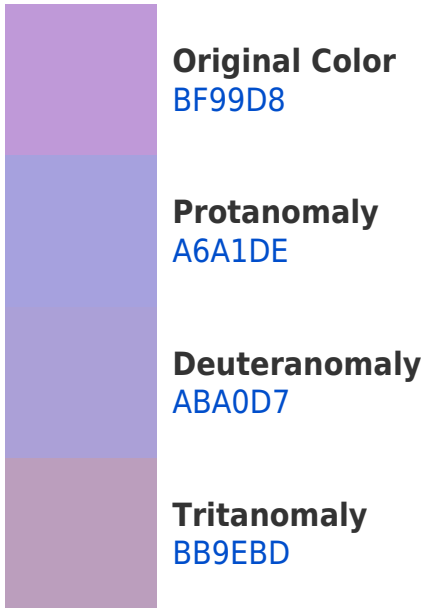 Original Color
BF99D8
Protanomaly
A6A1DE
Deuteranomaly
ABA0D7
Tritanomaly
BB9EBD